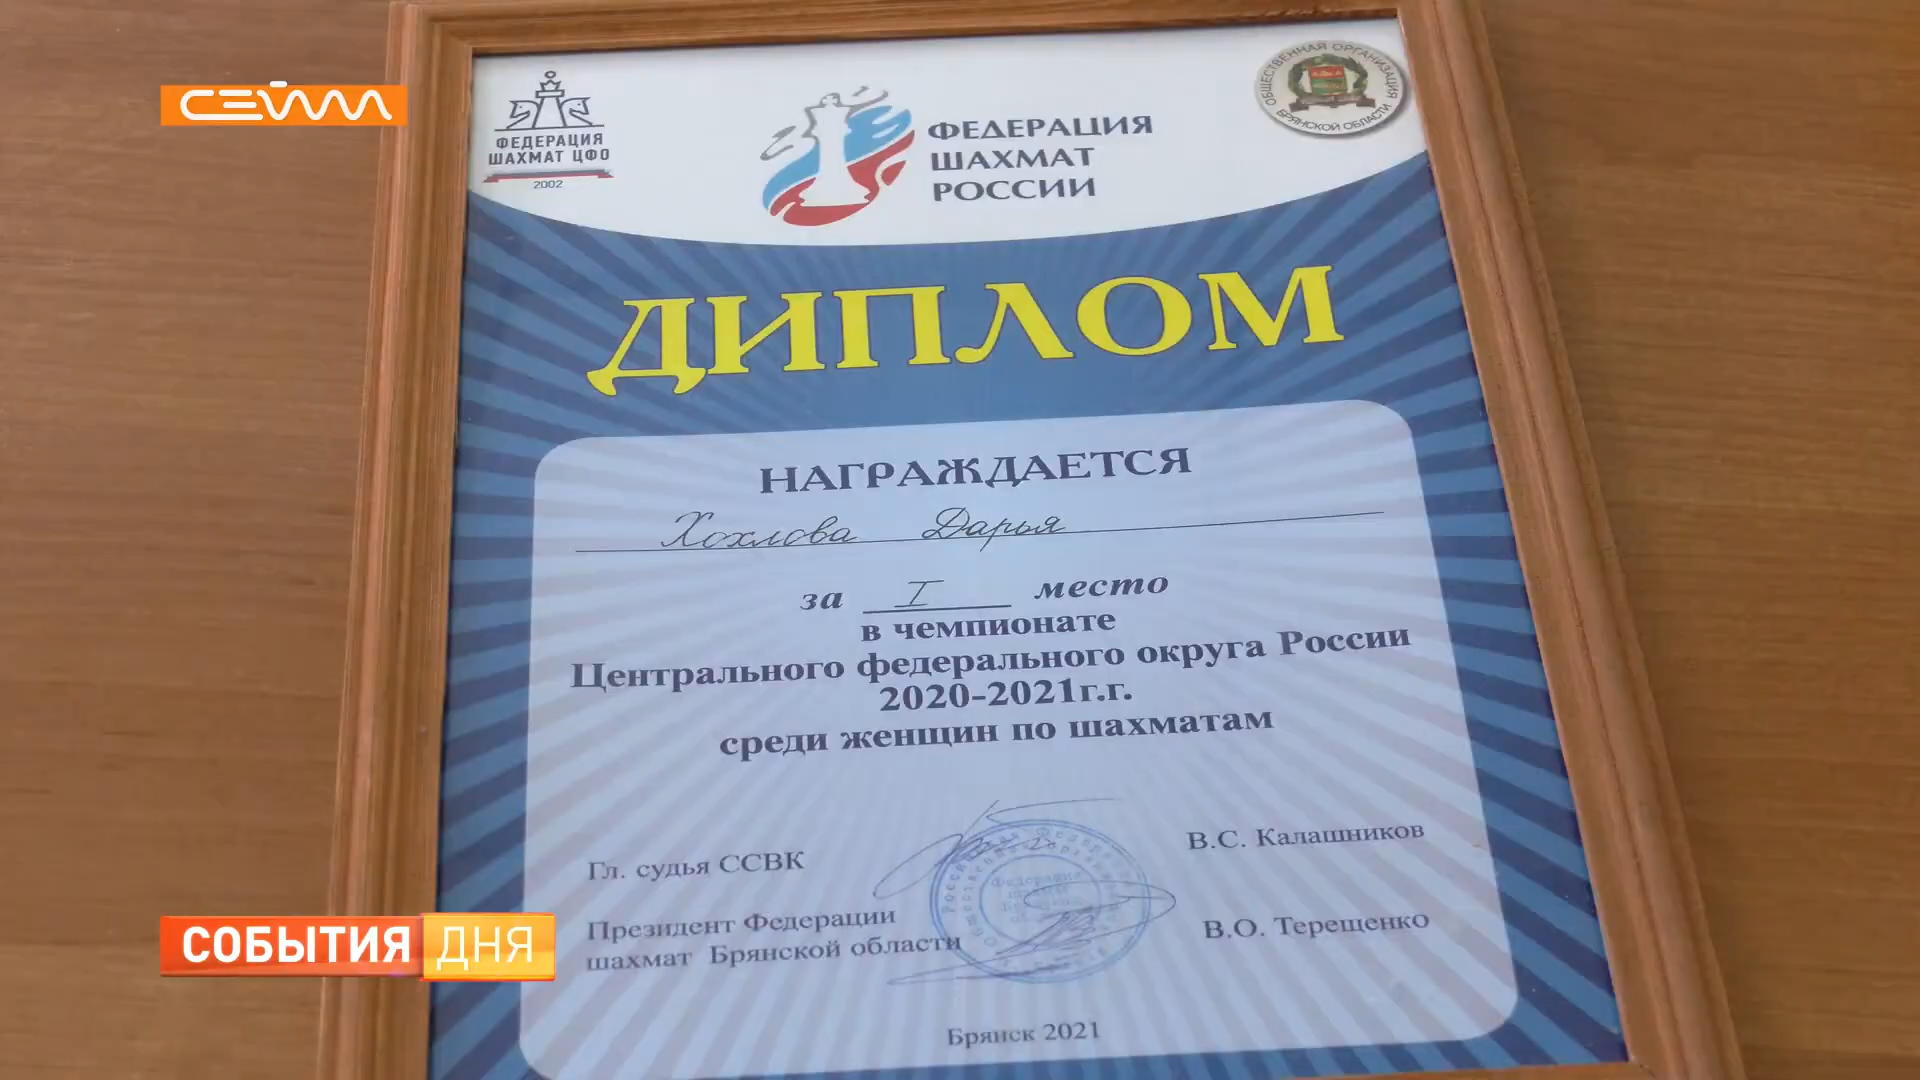 СЕЙМ
ФЕДЕРАЦИЯ
ШАХМАТ ЦФО
2002
ФЕДЕРАЦИЯ
ШАХМАТ
РОССИИ
ОБЩЕСТВЕННАЯ ОРГАНИЗАЦИЯ
БРЯНСКОЙ ОБЛАСТИ
ДИПЛОМ
НАГРАЖДАЕТСЯ
Хохлова Дарья
за I место
в чемпионате
Центрального федерального округа России
2020-2021г.г.
среди женщин по шахматам
Гл. судья ССВК В.С. Калашников
Президент Федерации
шахмат Брянской области В.О. Терещенко
Брянск 2021
СОБЫТИЯ ДНЯ